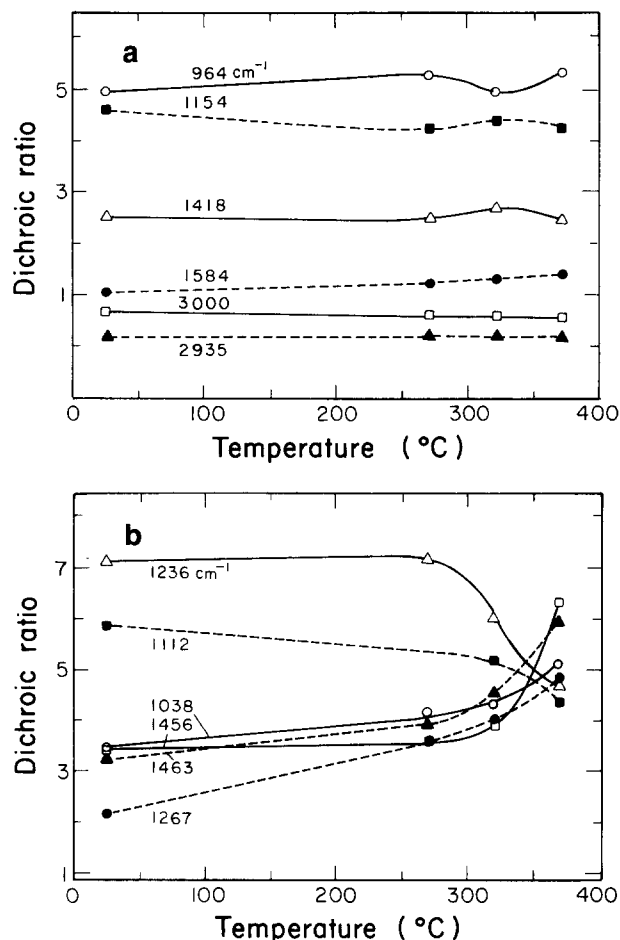 a
964 cm⁻¹
5
1154
3
1418
1584
1
3000
2935
Dichroic ratio
0 100 200 300 400
Temperature (°C)
b
7
1236 cm⁻¹
1112
5
1038
1456
3
1463
1267
1
Dichroic ratio
0 100 200 300 400
Temperature (°C)